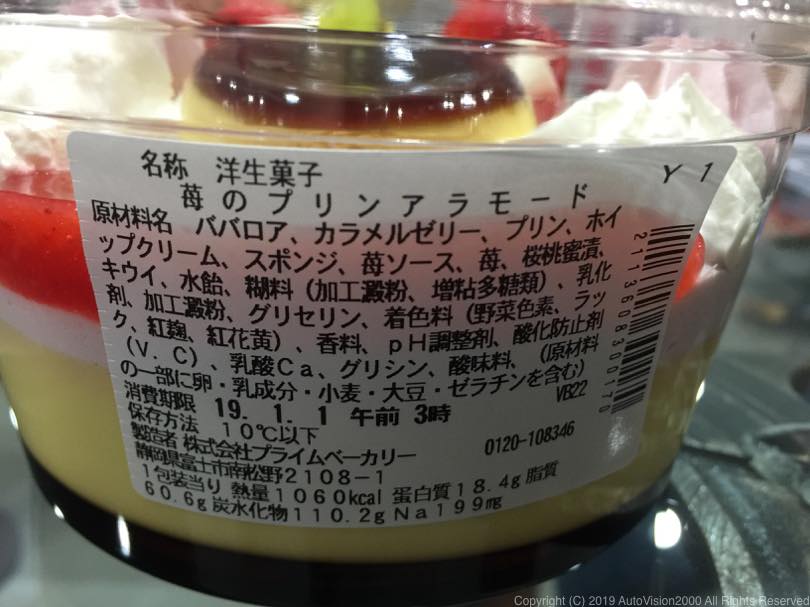 名称 洋生菓子
Y 1
苺のプリンアラモード
原材料名 ババロア、カラメルゼリー、プリン、ホイ
ップクリーム、スポンジ、苺ソース、苺、桜桃蜜漬、
キウイ、水飴、糊料(加工澱粉、増粘多糖類)、乳化
剤、加工澱粉、グリセリン、着色料(野菜色素、ラッ
ク、紅麹、紅花黄)、香料、pH調整剤、酸化防止剤
(V.C)、乳酸Ca、グリシン、酸味料、(原材料
の一部に卵・乳成分・小麦・大豆・ゼラチンを含む)
消費期限 19. 1. 1 午前 3時
VB22
保存方法 10℃以下
製造者 株式会社プライムベーカリー
0120-108346
静岡県富士市南松野2108-1
1包装当り 熱量1060kcal 蛋白質18.4g 脂質
60.6g 炭水化物110.2g Na199mg
2113608300170
Copyright (C) 2019 AutoVision2000 All Rights Reserved